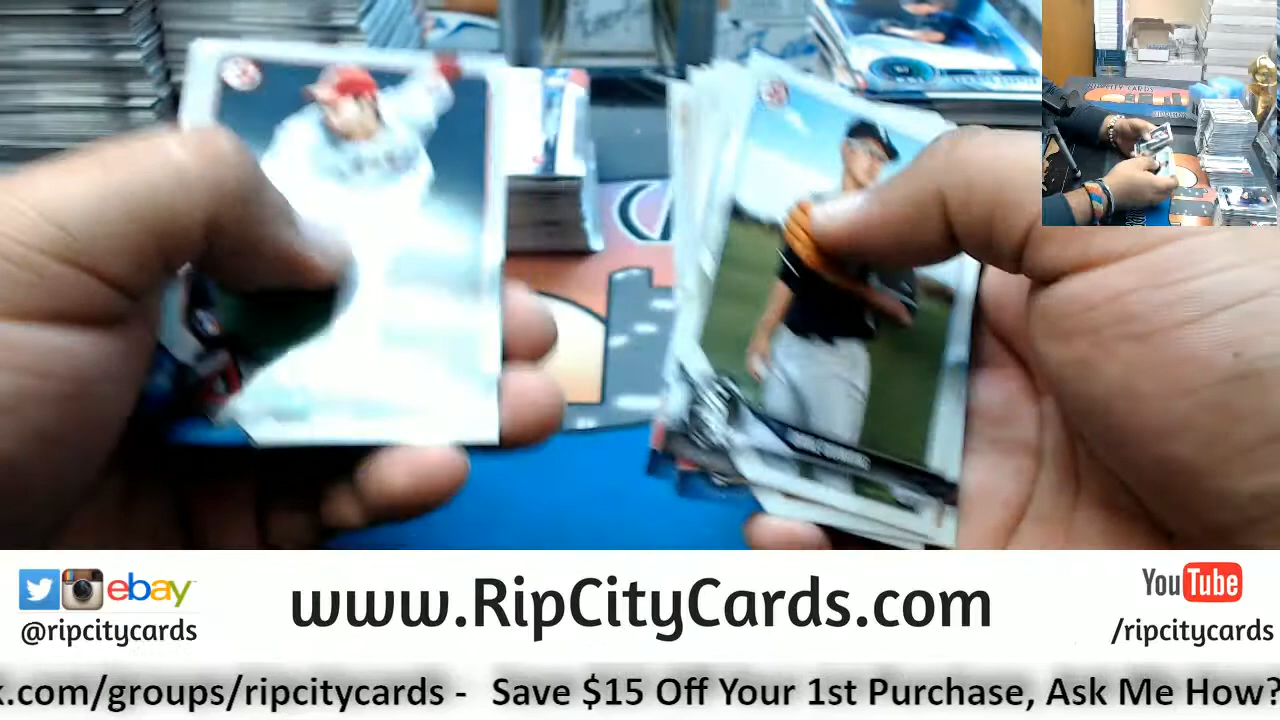 ebay
www.RipCityCards.com
YouTube
@ripcitycards
/ripcitycards
k.com/groups/ripcitycards - Save $15 Off Your 1st Purchase, Ask Me How?